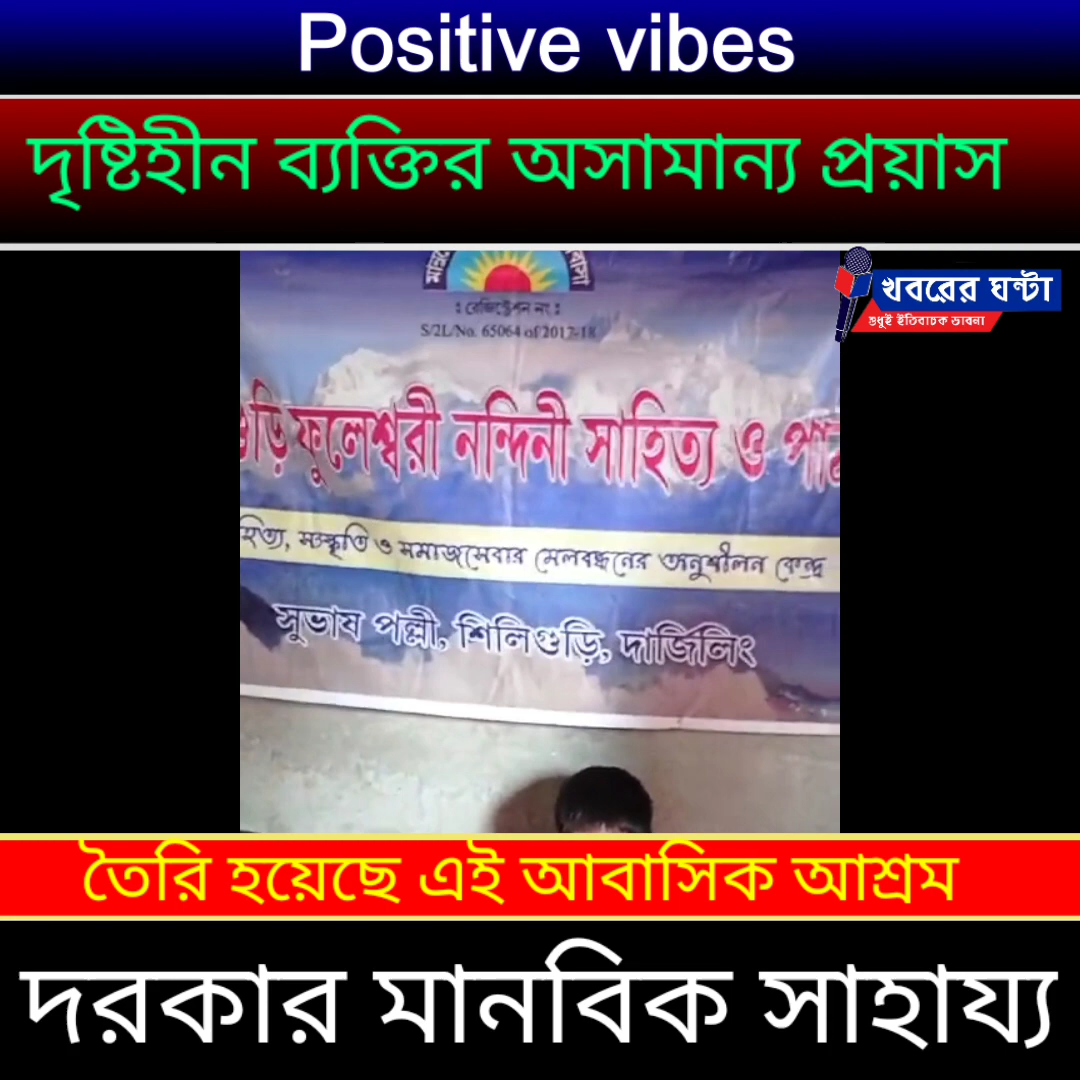 Positive vibes
দৃষ্টিহীন ব্যক্তির অসামান্য প্রয়াস
খবরের ঘন্টা
শুধুই ইতিবাচক ভাবনা
ঃ রেজিস্ট্রেশন নং ঃ
S/2L/No. 65064 of 2017-18
ফুলেশ্বরী নন্দিনী সাহিত্য ও
সংস্কৃতি ও সমাজসেবার মেলবন্ধনের অনুশীলন কেন্দ্র
সুভাষ পল্লী, শিলিগুড়ি, দার্জিলিং
তৈরি হয়েছে এই আবাসিক আশ্রম
দরকার মানবিক সাহায্য